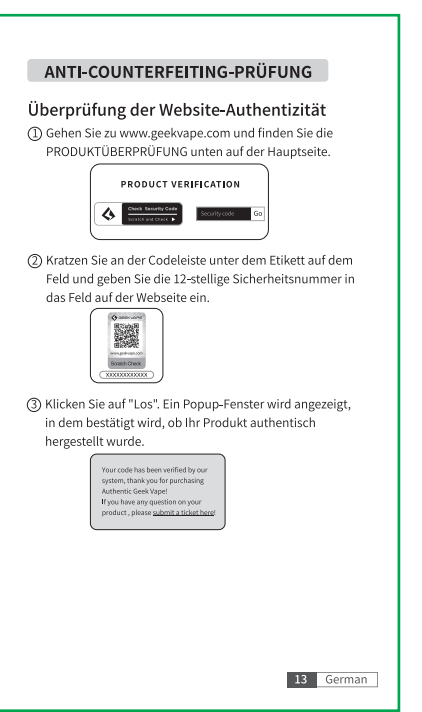 ANTI-COUNTERFEITING-PRÜFUNG
Überprüfung der Website-Authentizität
① Gehen Sie zu www.geekvape.com und finden Sie die
PRODUKTÜBERPRÜFUNG unten auf der Hauptseite.
PRODUCT VERIFICATION
Check Security Code
Scratch and Check ▶
Security code
Go
② Kratzen Sie an der Codeleiste unter dem Etikett auf dem
Feld und geben Sie die 12-stellige Sicherheitsnummer in
das Feld auf der Webseite ein.
GEEK VAPE
www.geekvape.com
Scratch Check
XXXXXXXXXXXX
③ Klicken Sie auf "Los". Ein Popup-Fenster wird angezeigt,
in dem bestätigt wird, ob Ihr Produkt authentisch
hergestellt wurde.
Your code has been verified by our
system, thank you for purchasing
Authentic Geek Vape!
If you have any question on your
product , please submit a ticket here!
13 German